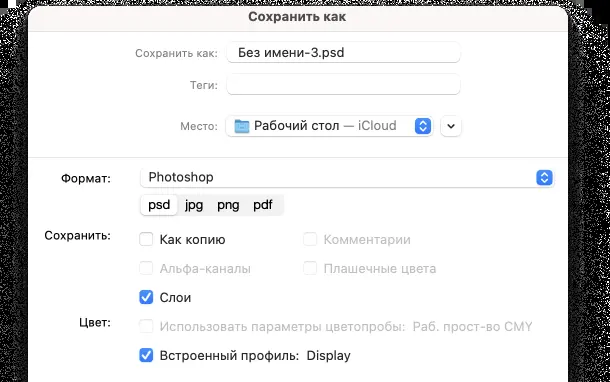 Сохранить как
Сохранить как: Без имени-3.psd
Теги:
Место: Рабочий стол — iCloud
Формат: Photoshop
psd jpg png pdf
Сохранить: Как копию Комментарии
Альфа-каналы Плашечные цвета
Слои
Цвет: Использовать параметры цветопробы: Раб. прост-во CMY
Встроенный профиль: Display